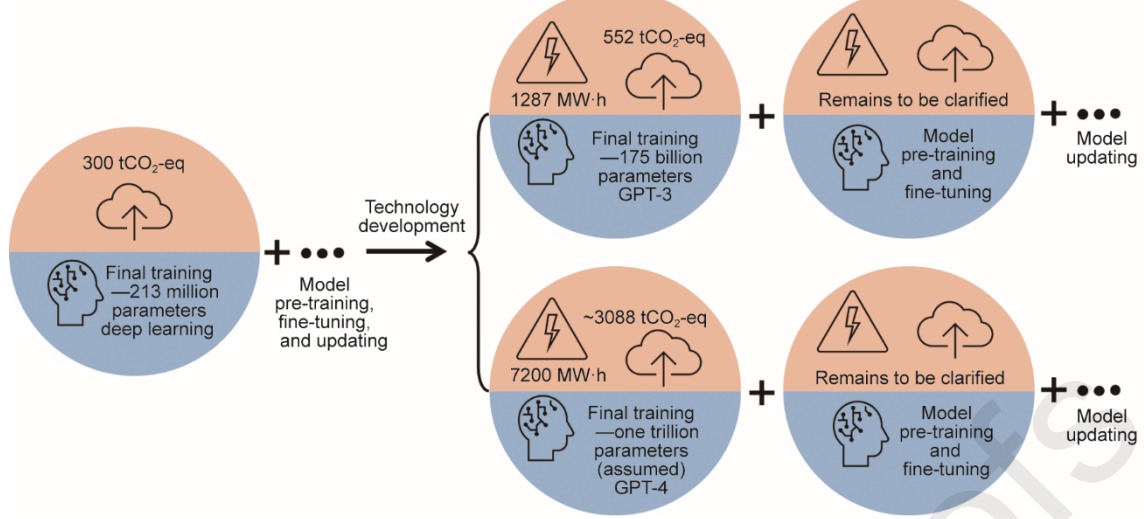 300 tCO₂-eq
Final training
—213 million
parameters
deep learning
+ •••
Model
pre-training,
fine-tuning,
and updating
Technology
development
552 tCO₂-eq
1287 MW·h
Final training
—175 billion
parameters
GPT-3
+
Remains to be clarified
Model
pre-training
and
fine-tuning
+ •••
Model
updating
~3088 tCO₂-eq
7200 MW·h
Final training
—one trillion
parameters
(assumed)
GPT-4
+
Remains to be clarified
Model
pre-training
and
fine-tuning
+ •••
Model
updating
ofs